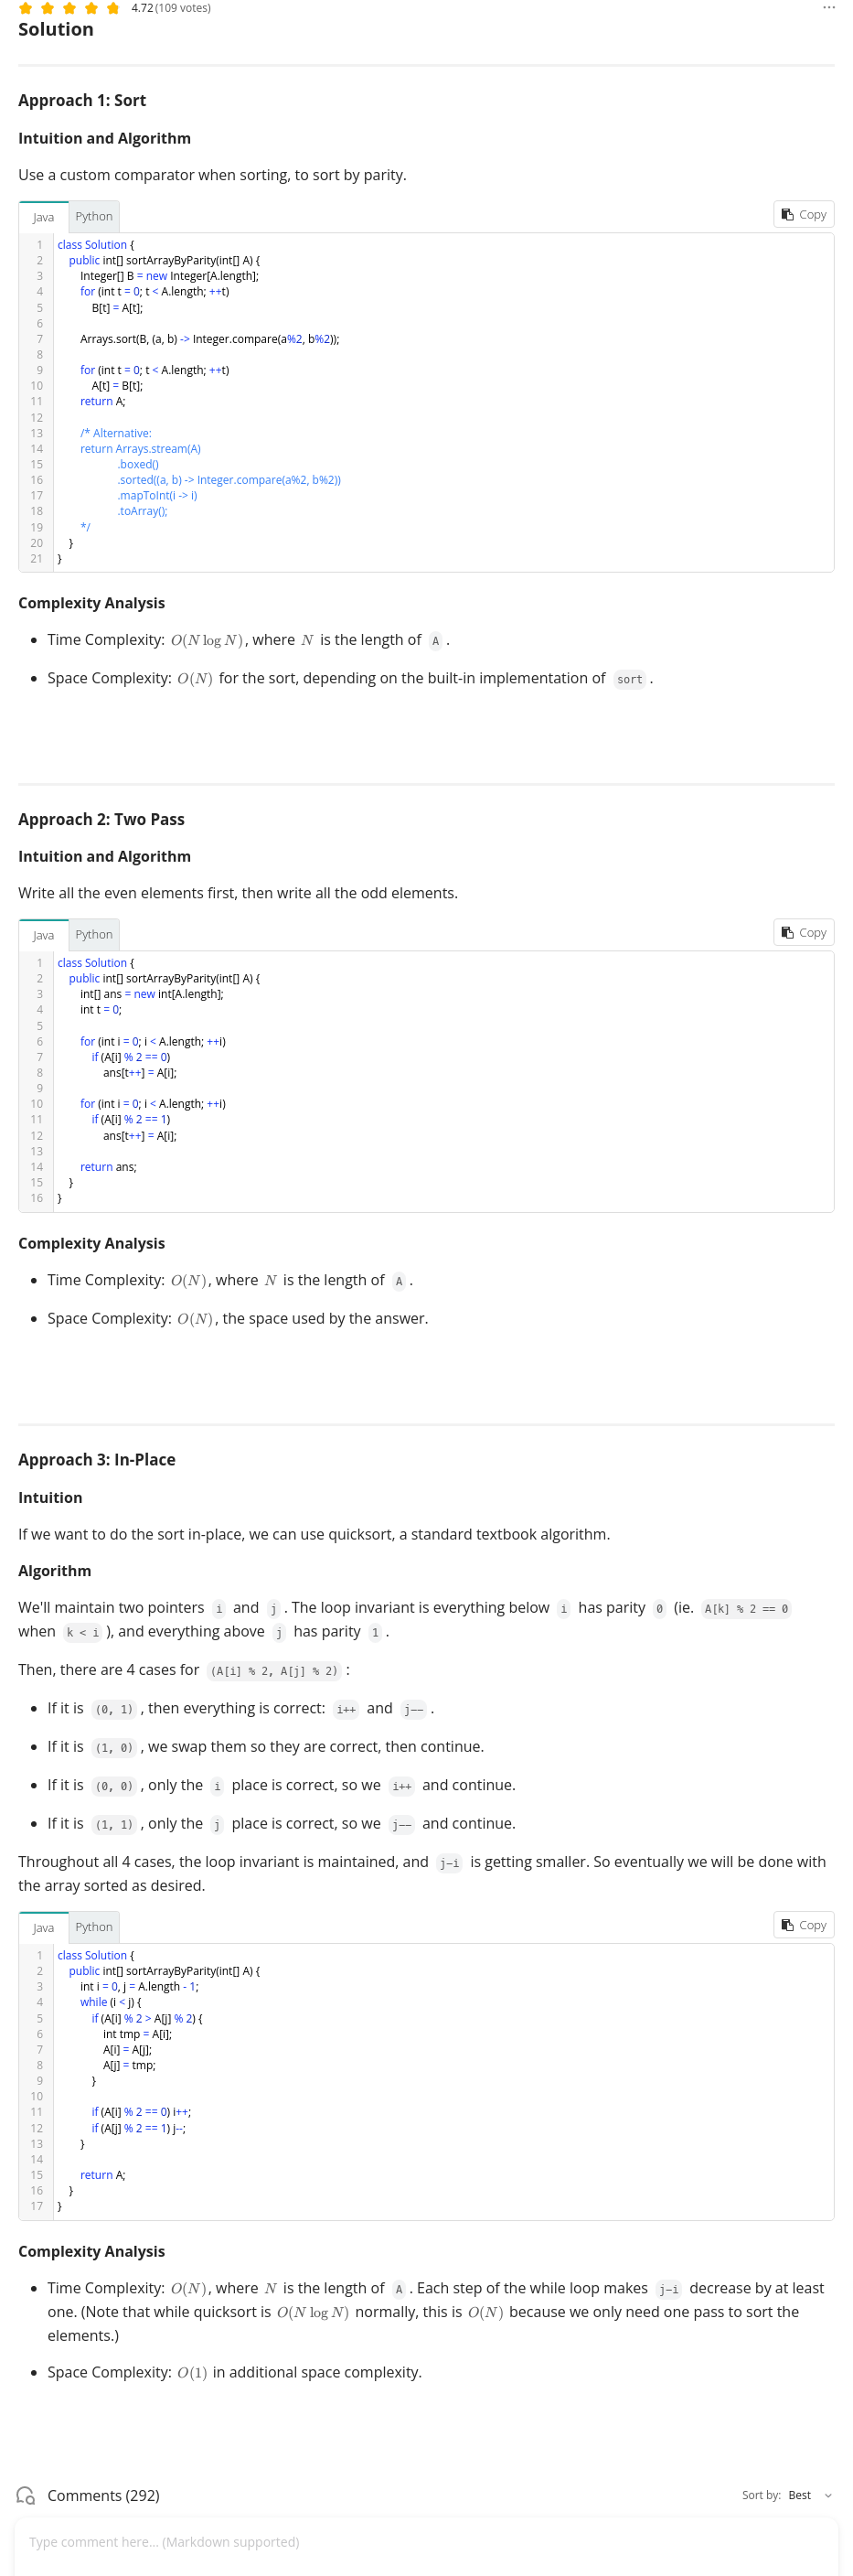 4.72 (109 votes)
Solution
Approach 1: Sort
Intuition and Algorithm
Use a custom comparator when sorting, to sort by parity.
Java Python Copy
1 class Solution {
2     public int[] sortArrayByParity(int[] A) {
3         Integer[] B = new Integer[A.length];
4         for (int t = 0; t < A.length; ++t)
5             B[t] = A[t];
6
7         Arrays.sort(B, (a, b) -> Integer.compare(a%2, b%2));
8
9         for (int t = 0; t < A.length; ++t)
10             A[t] = B[t];
11         return A;
12
13         /* Alternative:
14         return Arrays.stream(A)
15                      .boxed()
16                      .sorted((a, b) -> Integer.compare(a%2, b%2))
17                      .mapToInt(i -> i)
18                      .toArray();
19         */
20     }
21 }
Complexity Analysis
• Time Complexity: O(N log N), where N is the length of A.
• Space Complexity: O(N) for the sort, depending on the built-in implementation of sort.
Approach 2: Two Pass
Intuition and Algorithm
Write all the even elements first, then write all the odd elements.
Java Python Copy
1 class Solution {
2     public int[] sortArrayByParity(int[] A) {
3         int[] ans = new int[A.length];
4         int t = 0;
5
6         for (int i = 0; i < A.length; ++i)
7             if (A[i] % 2 == 0)
8                 ans[t++] = A[i];
9
10         for (int i = 0; i < A.length; ++i)
11             if (A[i] % 2 == 1)
12                 ans[t++] = A[i];
13
14         return ans;
15     }
16 }
Complexity Analysis
• Time Complexity: O(N), where N is the length of A.
• Space Complexity: O(N), the space used by the answer.
Approach 3: In-Place
Intuition
If we want to do the sort in-place, we can use quicksort, a standard textbook algorithm.
Algorithm
We'll maintain two pointers i and j. The loop invariant is everything below i has parity 0 (ie. A[k] % 2 == 0
when k < i), and everything above j has parity 1.
Then, there are 4 cases for (A[i] % 2, A[j] % 2):
• If it is (0, 1), then everything is correct: i++ and j--.
• If it is (1, 0), we swap them so they are correct, then continue.
• If it is (0, 0), only the i place is correct, so we i++ and continue.
• If it is (1, 1), only the j place is correct, so we j-- and continue.
Throughout all 4 cases, the loop invariant is maintained, and j-i is getting smaller. So eventually we will be done with
the array sorted as desired.
Java Python Copy
1 class Solution {
2     public int[] sortArrayByParity(int[] A) {
3         int i = 0, j = A.length - 1;
4         while (i < j) {
5             if (A[i] % 2 > A[j] % 2) {
6                 int tmp = A[i];
7                 A[i] = A[j];
8                 A[j] = tmp;
9             }
10
11             if (A[i] % 2 == 0) i++;
12             if (A[j] % 2 == 1) j--;
13         }
14
15         return A;
16     }
17 }
Complexity Analysis
• Time Complexity: O(N), where N is the length of A. Each step of the while loop makes j-i decrease by at least
one. (Note that while quicksort is O(N log N) normally, this is O(N) because we only need one pass to sort the
elements.)
• Space Complexity: O(1) in additional space complexity.
Comments (292) Sort by: Best
Type comment here... (Markdown supported)